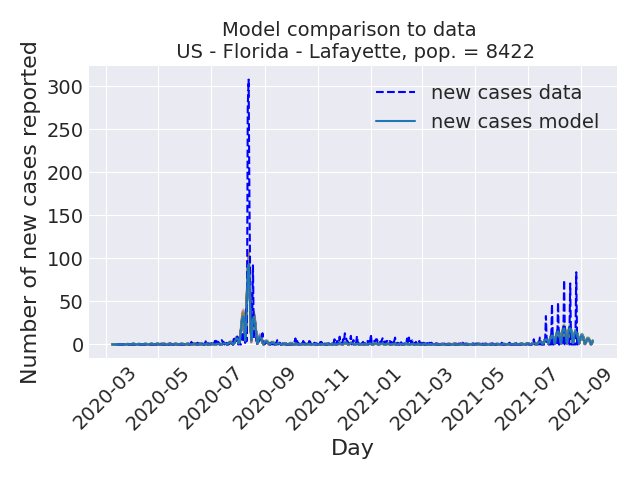 Model comparison to data
US - Florida - Lafayette, pop. = 8422
Number of new cases reported
300
250
200
150
100
50
0
new cases data
new cases model
2020-03
2020-05
2020-07
2020-09
2020-11
2021-01
2021-03
2021-05
2021-07
2021-09
Day